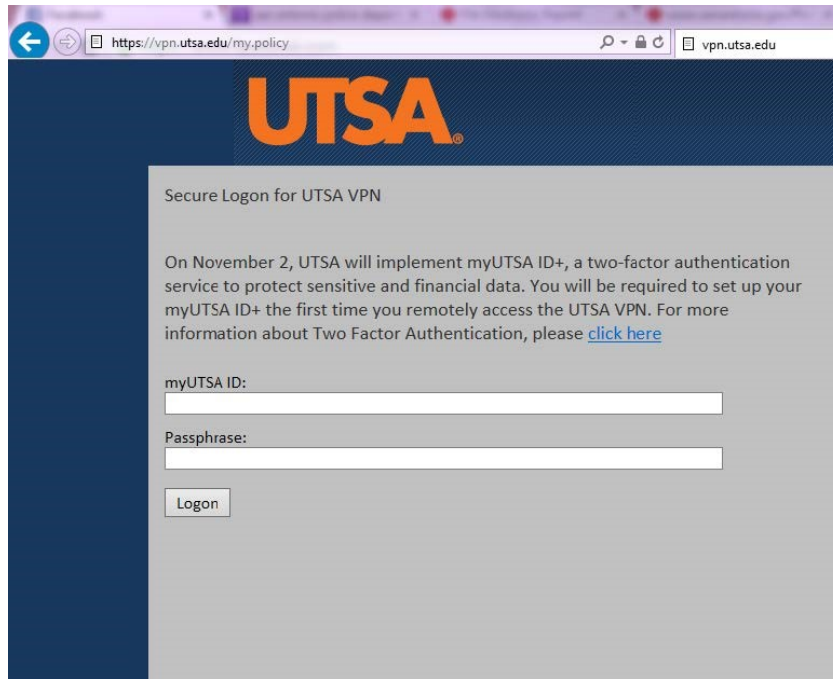 https://vpn.utsa.edu/my.policy
vpn.utsa.edu
UTSA®
Secure Logon for UTSA VPN
On November 2, UTSA will implement myUTSA ID+, a two-factor authentication
service to protect sensitive and financial data. You will be required to set up your
myUTSA ID+ the first time you remotely access the UTSA VPN. For more
information about Two Factor Authentication, please click here
myUTSA ID:
Passphrase:
Logon